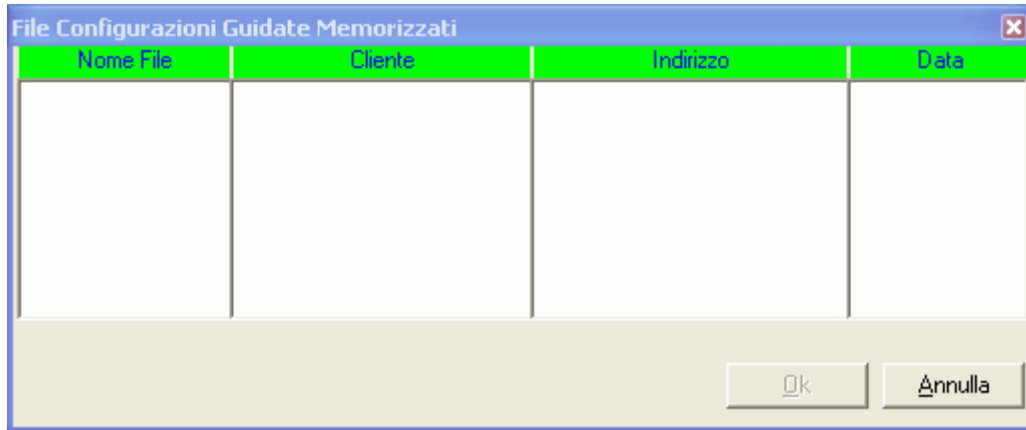 File Configurazioni Guidate Memorizzati
Nome File Cliente Indirizzo Data
Ok Annulla